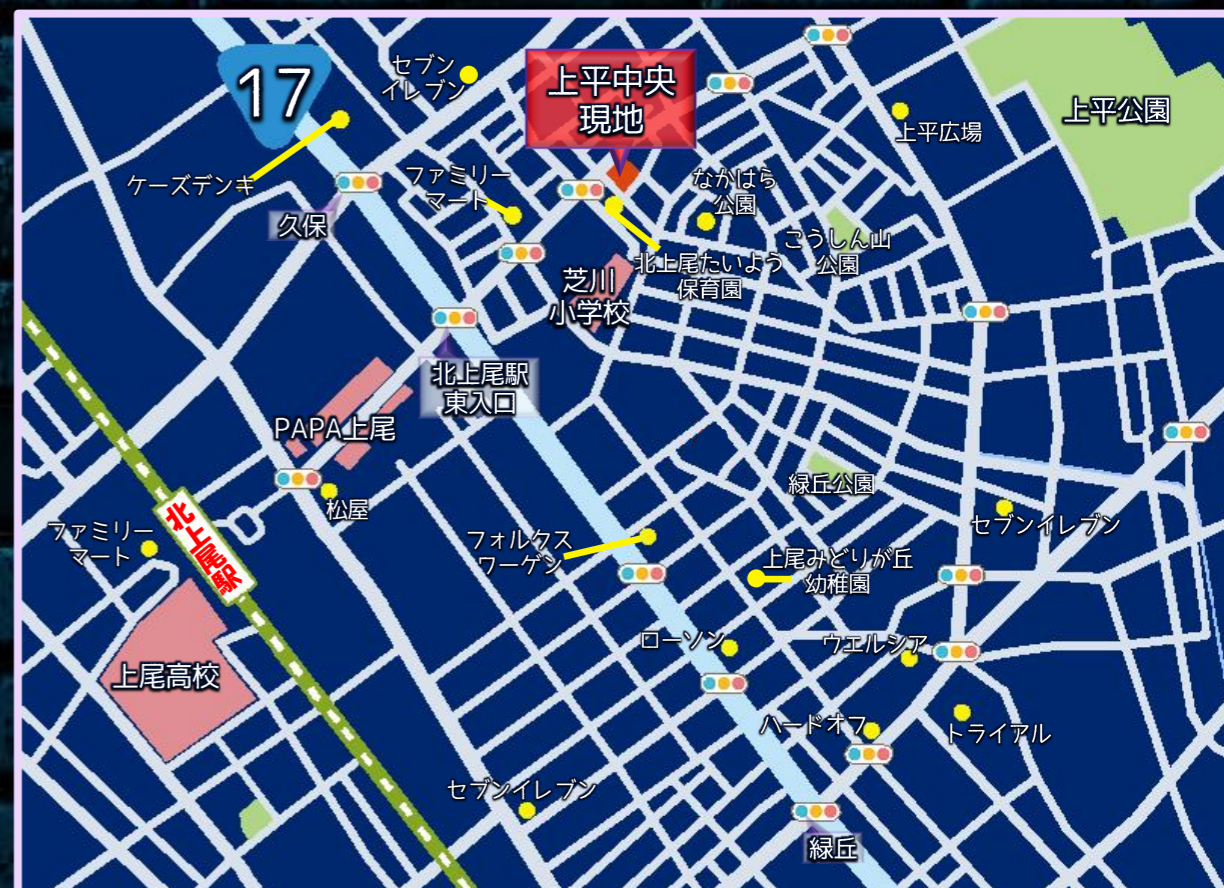 17
セブン
イレブン
上平中央
現地
上平公園
上平広場
ケーズデンキ
ファミリー
マート
なかはら
公園
久保
こうしん山
公園
北上尾たいよう
保育園
芝川
小学校
北上尾駅
東入口
PAPA上尾
松屋
緑丘公園
セブンイレブン
ファミリー
マート
北上尾駅
フォルクス
ワーゲン
上尾みどりが丘
幼稚園
ローソン
ウエルシア
上尾高校
ハードオフ
トライアル
セブンイレブン
緑丘